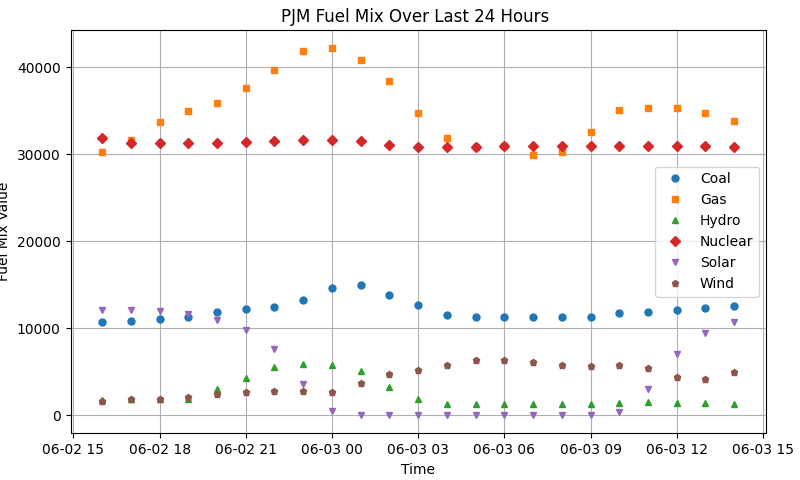 PJM Fuel Mix Over Last 24 Hours
Fuel Mix Value
40000
30000
20000
10000
0
Coal
Gas
Hydro
Nuclear
Solar
Wind
06-02 15 06-02 18 06-02 21 06-03 00 06-03 03 06-03 06 06-03 09 06-03 12 06-03 15
Time